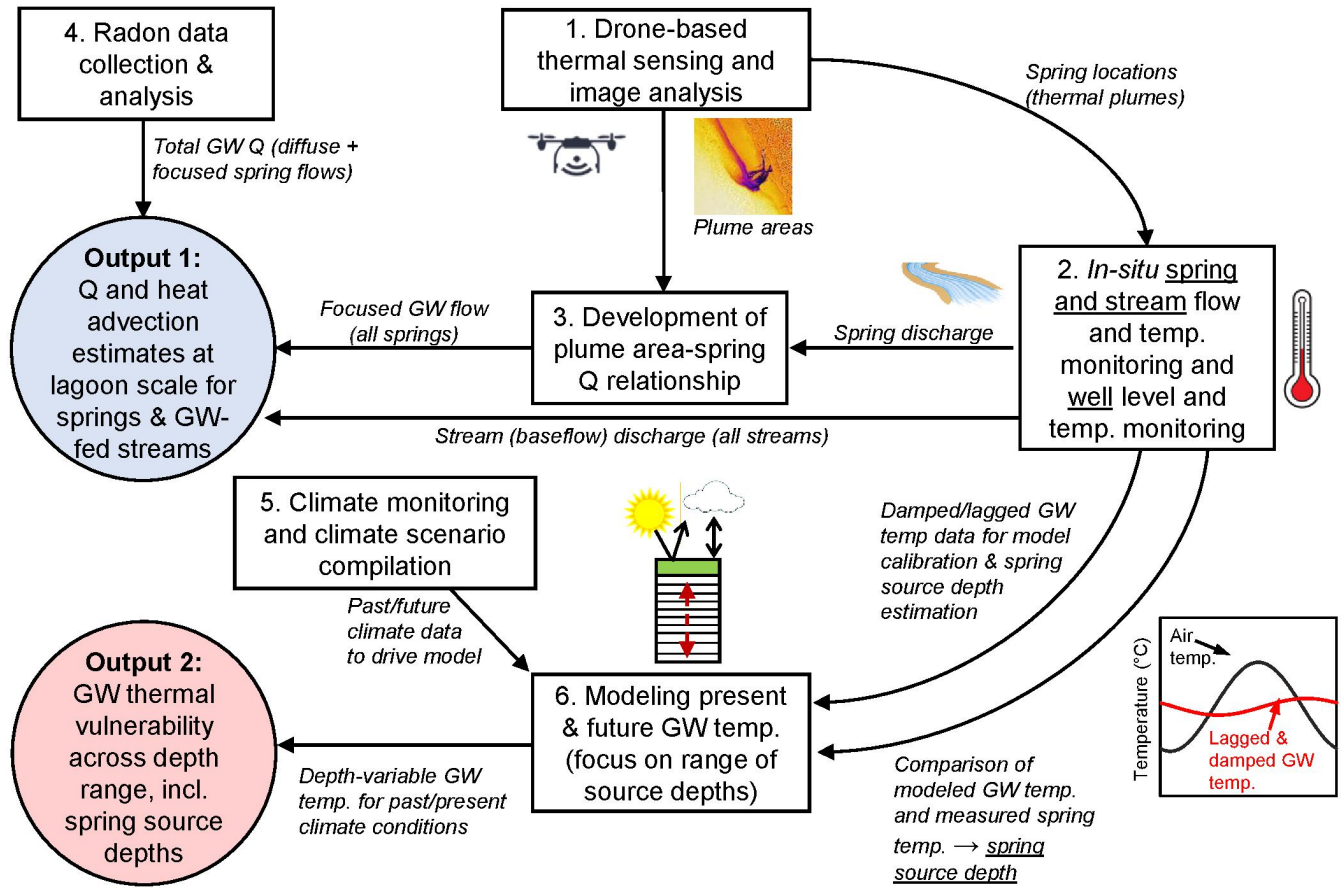 4. Radon data
collection &
analysis
1. Drone-based
thermal sensing and
image analysis
Spring locations
(thermal plumes)
Total GW Q (diffuse +
focused spring flows)
Plume areas
Output 1:
Q and heat
advection
estimates at
lagoon scale for
springs & GW-
fed streams
Focused GW flow
(all springs)
3. Development of
plume area-spring
Q relationship
Spring discharge
2. In-situ spring
and stream flow
and temp.
monitoring and
well level and
temp. monitoring
Stream (baseflow) discharge (all streams)
5. Climate monitoring
and climate scenario
compilation
Past/future
climate data
to drive model
Damped/lagged GW
temp data for model
calibration & spring
source depth
estimation
Output 2:
GW thermal
vulnerability
across depth
range, incl.
spring source
depths
6. Modeling present
& future GW temp.
(focus on range of
source depths)
Depth-variable GW
temp. for past/present
climate conditions
Comparison of
modeled GW temp.
and measured spring
temp. → spring
source depth
Temperature (°C)
Air
temp.
Lagged &
damped GW
temp.